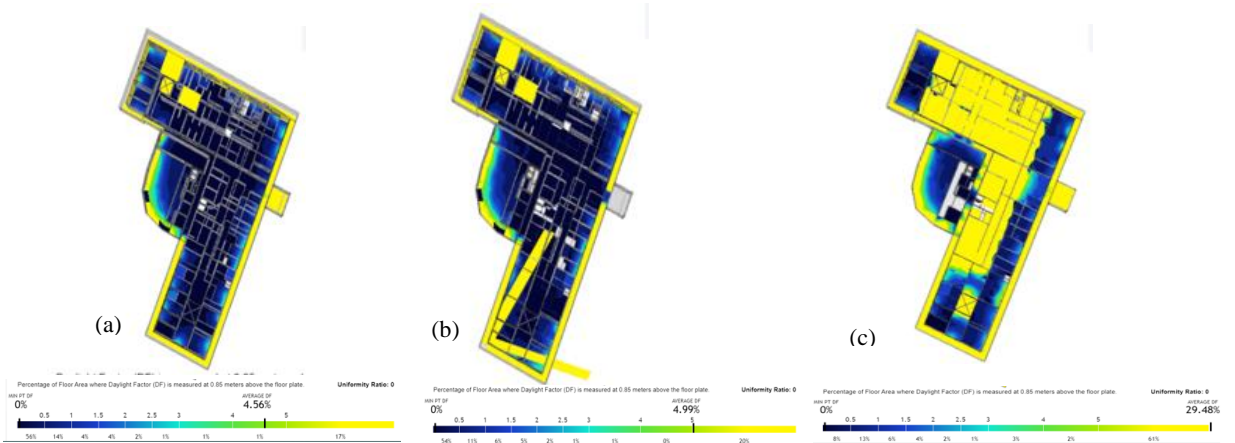 (a)
(b)
(c)
Percentage of Floor Area where Daylight Factor (DF) is measured at 0.85 meters above the floor plate. Uniformity Ratio: 0
MIN PT DF AVERAGE DF
0% 4.56%
0.5 1 1.5 2 2.5 3 4 5
56% 14% 4% 4% 2% 1% 1% 1% 17%
Percentage of Floor Area where Daylight Factor (DF) is measured at 0.85 meters above the floor plate. Uniformity Ratio: 0
MIN PT DF AVERAGE DF
0% 4.99%
0.5 1 1.5 2 2.5 3 4 5
54% 11% 6% 5% 2% 1% 1% 0% 20%
Percentage of Floor Area where Daylight Factor (DF) is measured at 0.85 meters above the floor plate. Uniformity Ratio: 0
MIN PT DF AVERAGE DF
0% 29.48%
0.5 1 1.5 2 2.5 3 4 5
8% 13% 6% 4% 2% 1% 3% 2% 61%